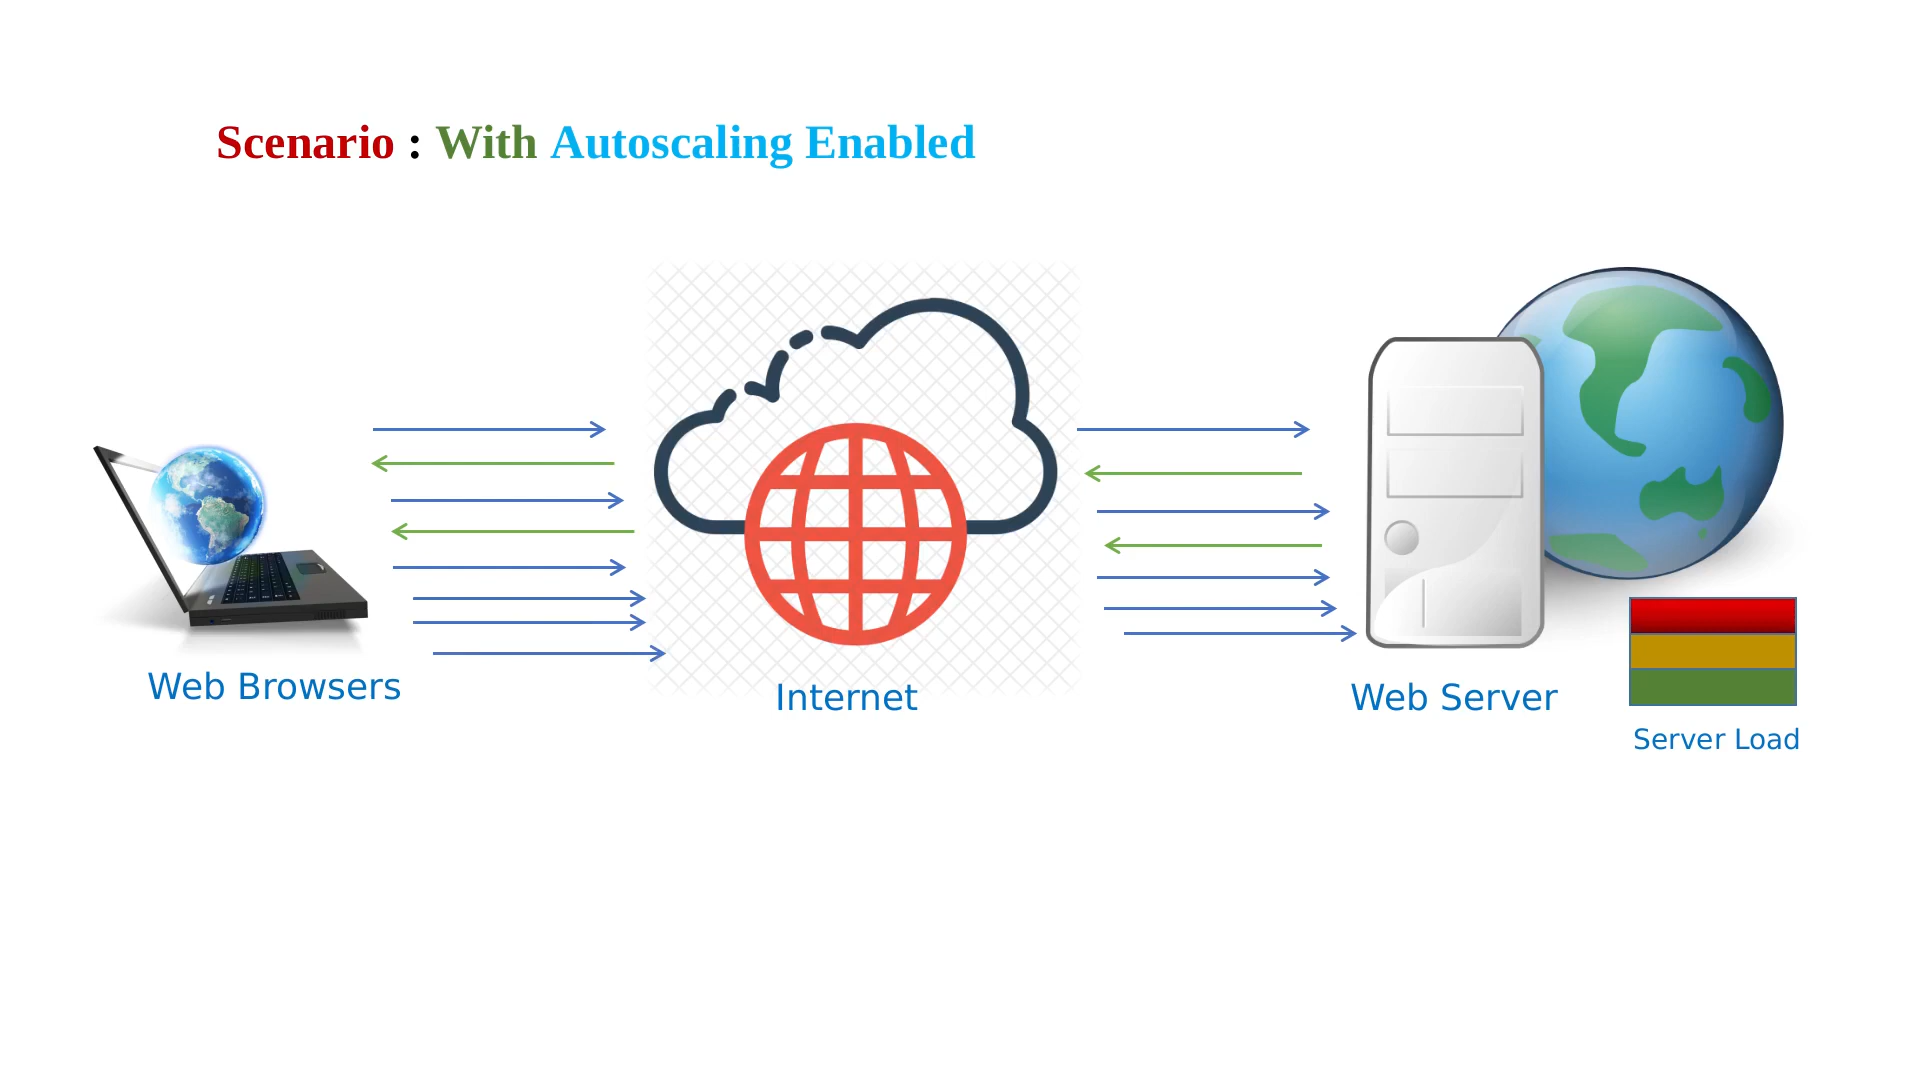 Scenario : With Autoscaling Enabled
Web Browsers
Internet
Web Server
Server Load